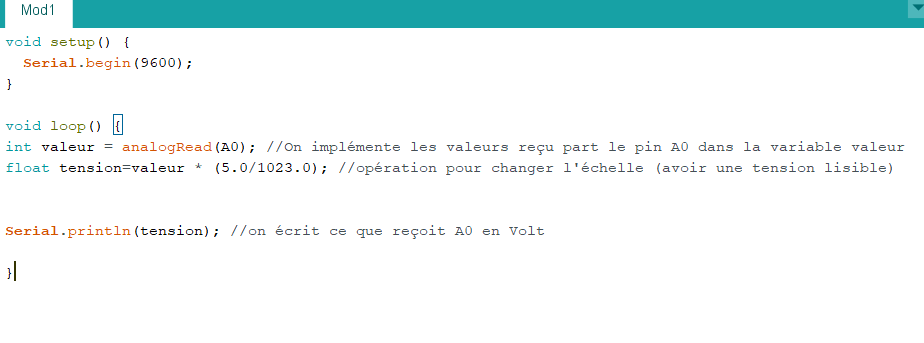 Mod1
void setup() {
  Serial.begin(9600);
}
void loop() {
int valeur = analogRead(A0); //On implémente les valeurs reçu part le pin A0 dans la variable valeur
float tension=valeur * (5.0/1023.0); //opération pour changer l'échelle (avoir une tension lisible)
Serial.println(tension); //on écrit ce que reçoit A0 en Volt
}